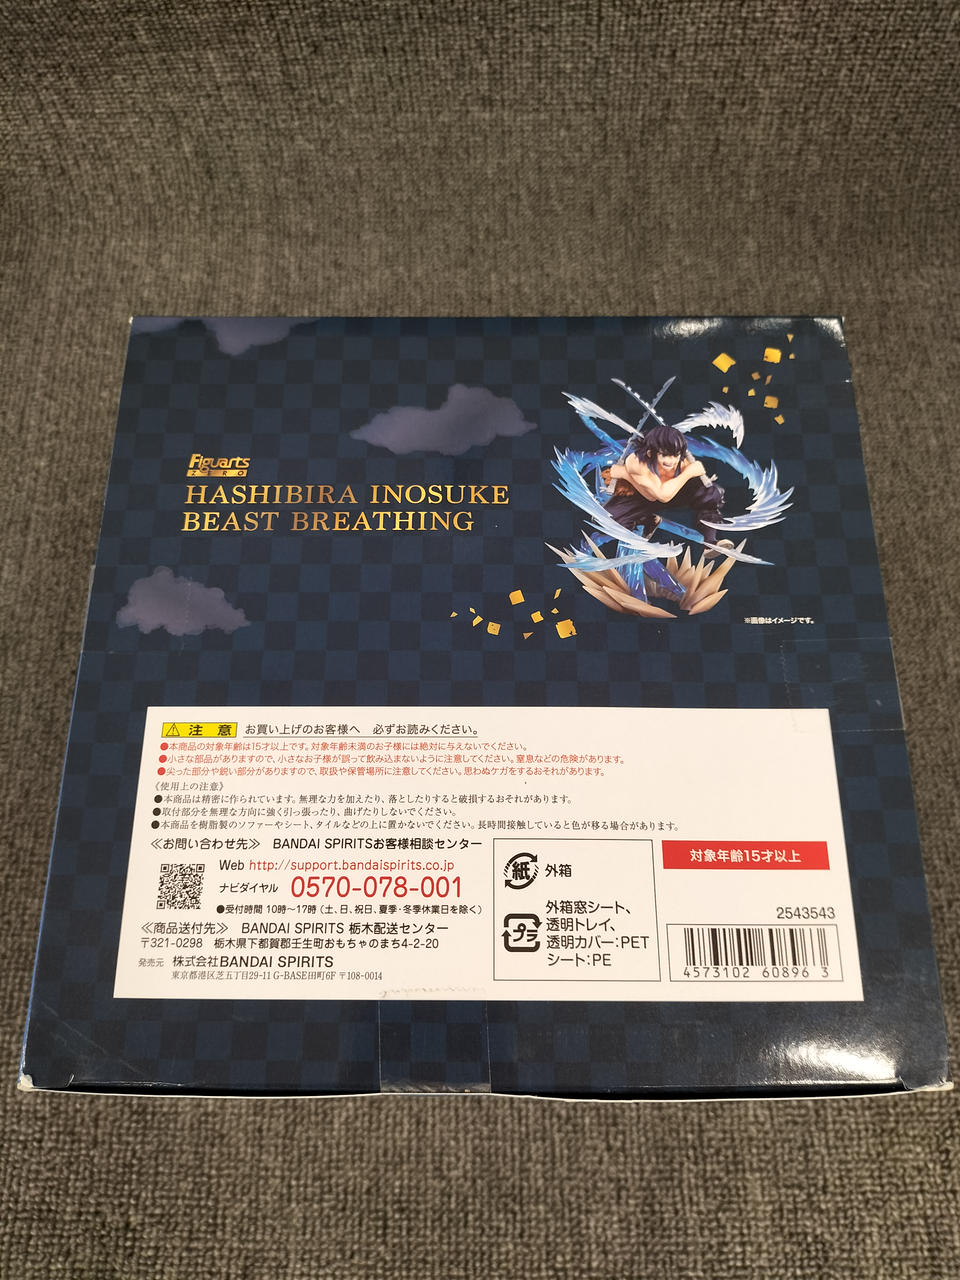 Figuarts
ZERO
HASHIBIRA INOSUKE
BEAST BREATHING
※画像はイメージです。
注意 お買い上げのお客様へ 必ずお読みください。
●本商品の対象年齢は15才以上です。対象年齢未満のお子様には絶対に与えないでください。
●小さな部品がありますので、小さなお子様が誤って飲み込まないように注意してください。窒息などの危険があります。
●尖った部分や鋭い部分がありますので、取扱や保管場所に注意してください。思わぬケガをするおそれがあります。
《使用上の注意》
●本商品は精密に作られています。無理な力を加えたり、落としたりすると破損するおそれがあります。
●取付部分を無理な方向に強く引っ張ったり、曲げたりしないでください。
●本商品を樹脂製のソファーやシート、タイルなどの上に置かないでください。長時間接触していると色が移る場合があります。
≪お問い合わせ先≫ BANDAI SPIRITSお客様相談センター
Web http://support.bandaispirits.co.jp
ナビダイヤル 0570-078-001
●受付時間 10時〜17時(土、日、祝日、夏季・冬季休業日を除く)
≪商品送付先≫ BANDAI SPIRITS 栃木配送センター
〒321-0298 栃木県下都賀郡壬生町おもちゃのまち4-2-20
発売元 株式会社BANDAI SPIRITS
東京都港区芝五丁目29-11 G-BASE田町6F 〒108-0014
紙 外箱
プラ 外箱窓シート、
透明トレイ、
透明カバー:PET
シート:PE
対象年齢15才以上
2543543
4573102 60896 3